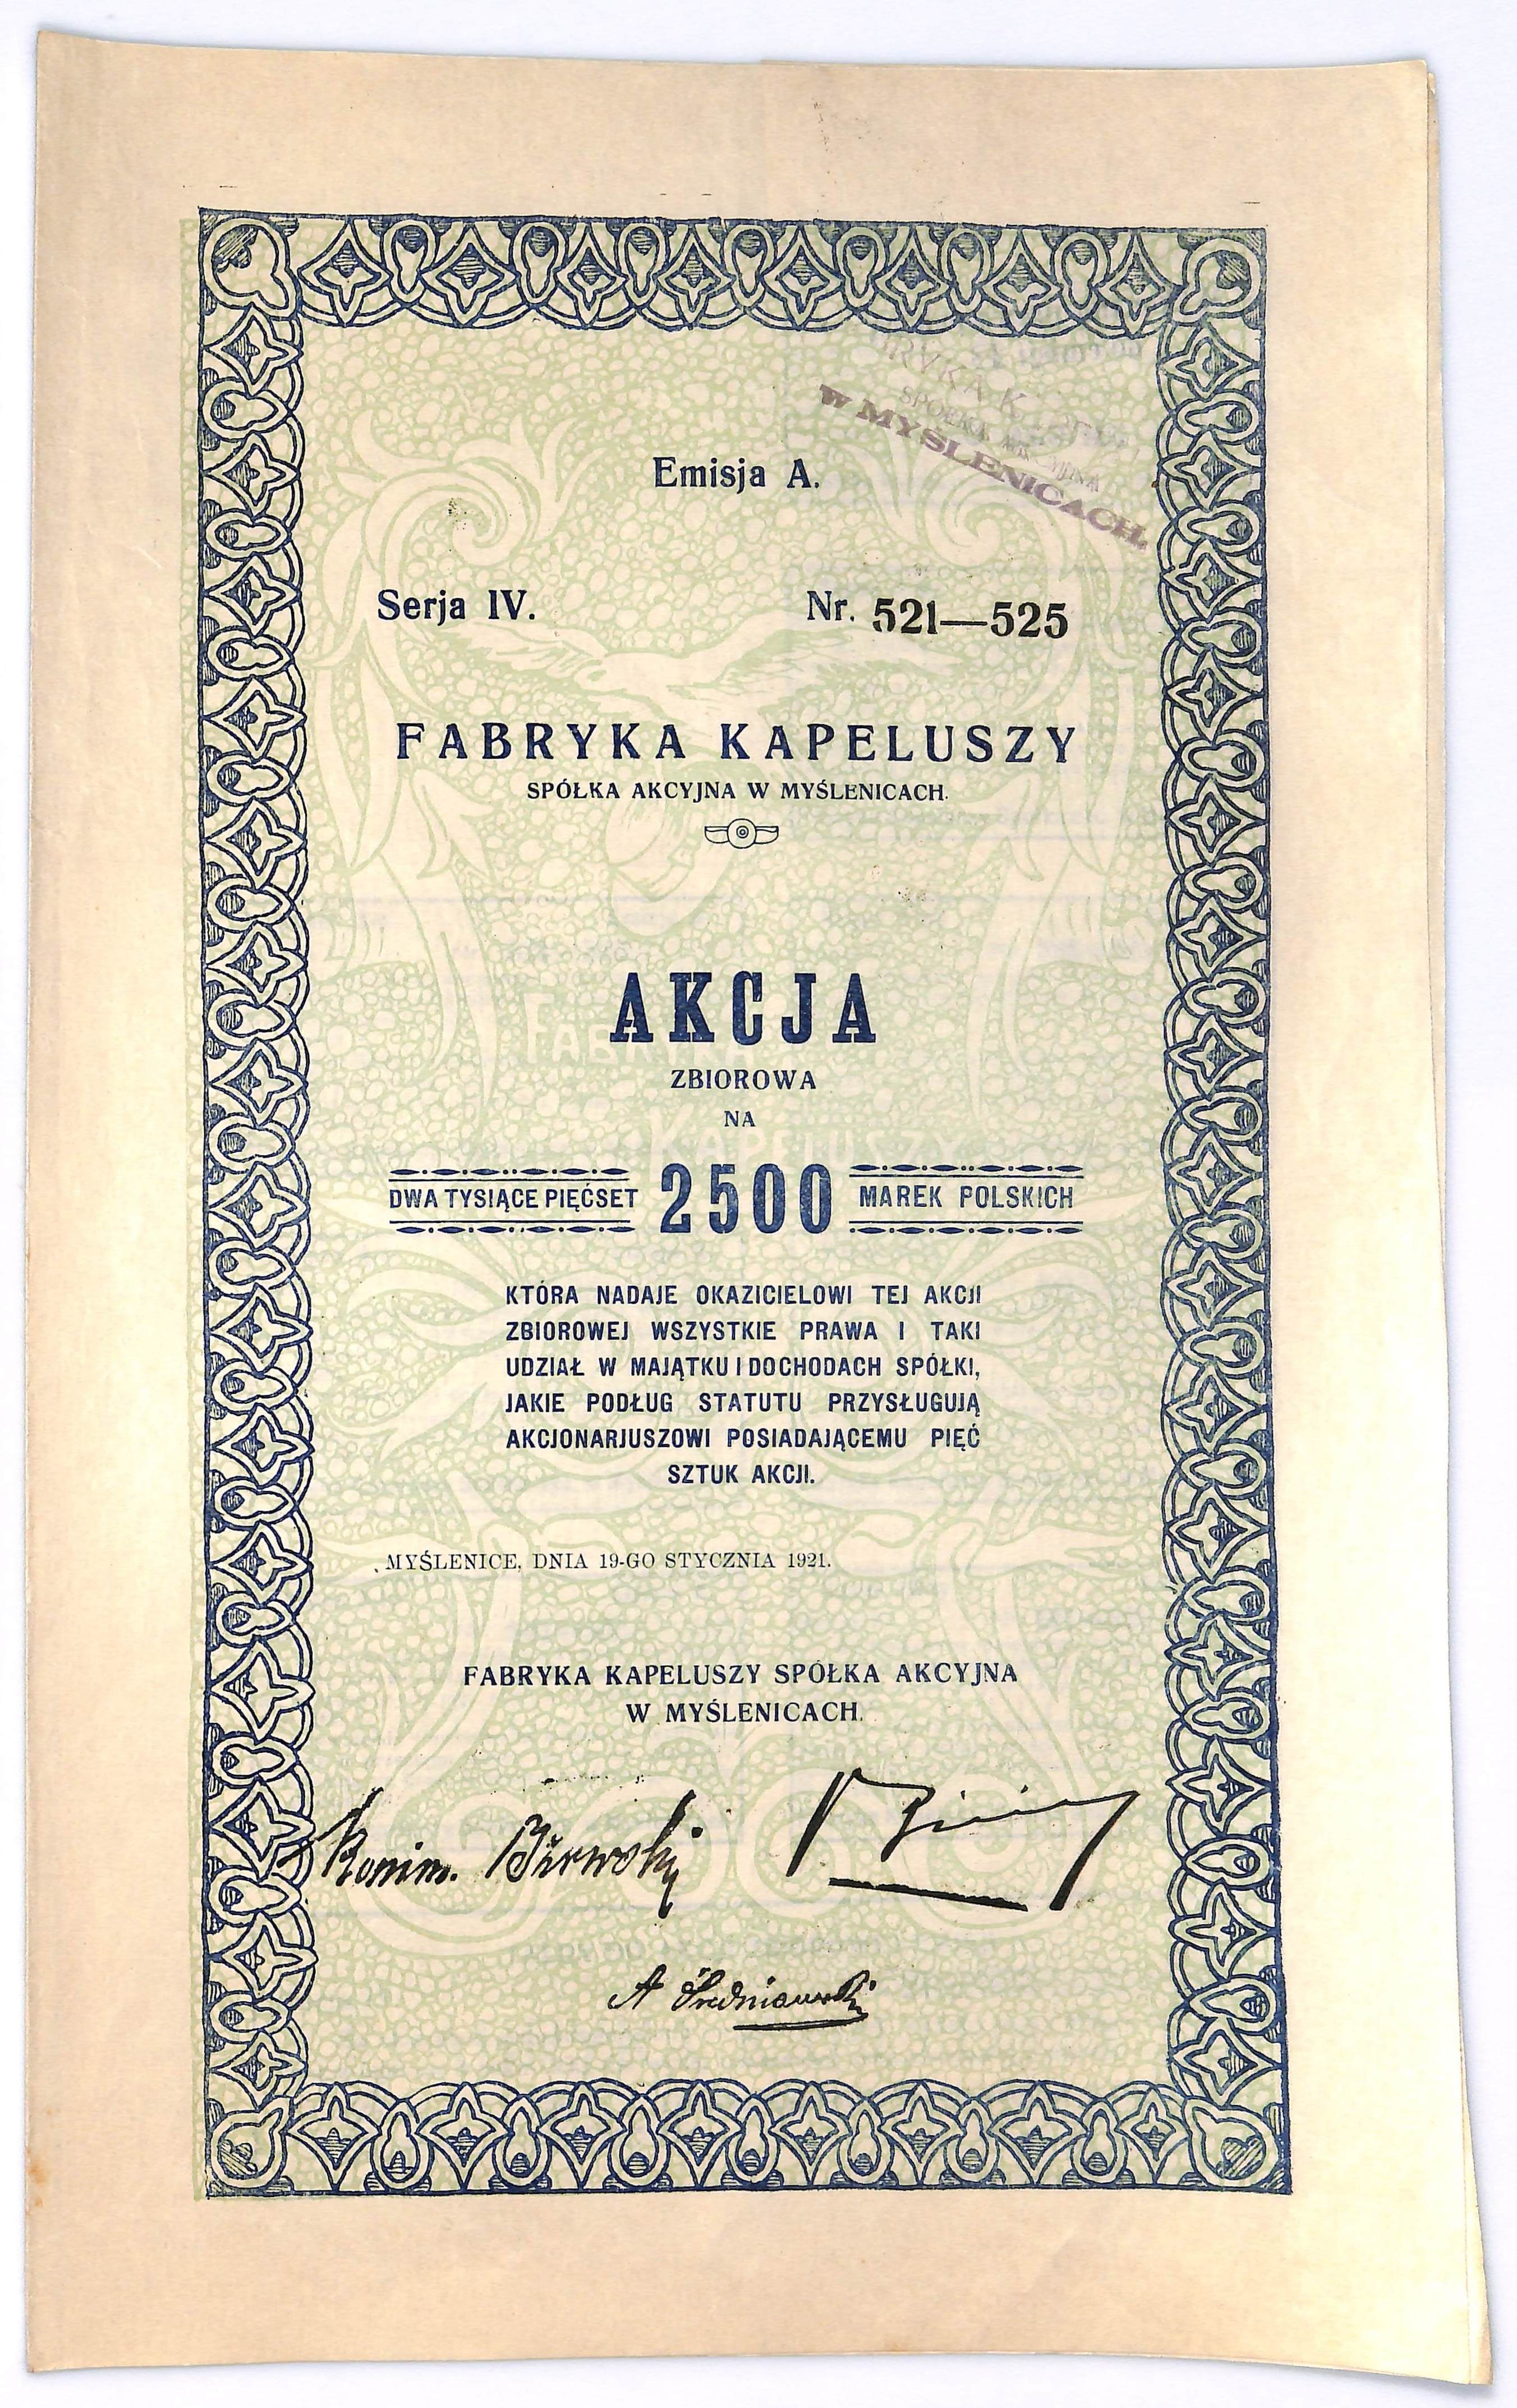 W MYŚLENICACH.
Emisja A.
Serja IV. Nr. 521—525
FABRYKA KAPELUSZY
SPÓŁKA AKCYJNA W MYŚLENICACH.
AKCJA
ZBIOROWA
NA
DWA TYSIĄCE PIĘĆSET 2500 MAREK POLSKICH
KTÓRA NADAJE OKAZICIELOWI TEJ AKCJI
ZBIOROWEJ WSZYSTKIE PRAWA I TAKI
UDZIAŁ W MAJĄTKU I DOCHODACH SPÓŁKI,
JAKIE PODŁUG STATUTU PRZYSŁUGUJĄ
AKCJONARJUSZOWI POSIADAJĄCEMU PIĘĆ
SZTUK AKCJI.
MYŚLENICE, DNIA 19-GO STYCZNIA 1921.
FABRYKA KAPELUSZY SPÓŁKA AKCYJNA
W MYŚLENICACH.
A Średniawski